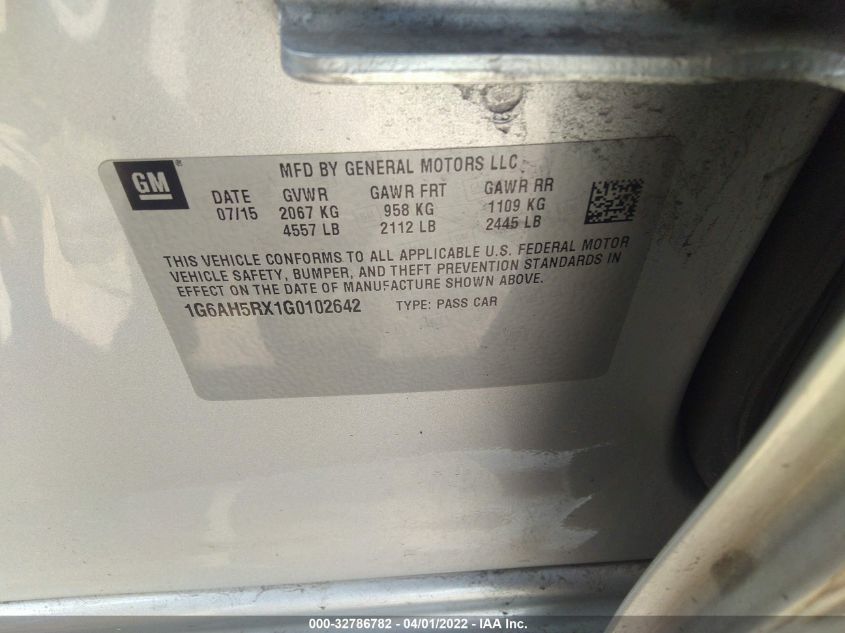 MFD BY GENERAL MOTORS LLC
GM
DATE GVWR GAWR FRT GAWR RR
07/15 2067 KG 958 KG 1109 KG
4557 LB 2112 LB 2445 LB
THIS VEHICLE CONFORMS TO ALL APPLICABLE U.S. FEDERAL MOTOR
VEHICLE SAFETY, BUMPER, AND THEFT PREVENTION STANDARDS IN
EFFECT ON THE DATE OF MANUFACTURE SHOWN ABOVE.
1G6AH5RX1G0102642 TYPE: PASS CAR
000-32786782 - 04/01/2022 - IAA Inc.